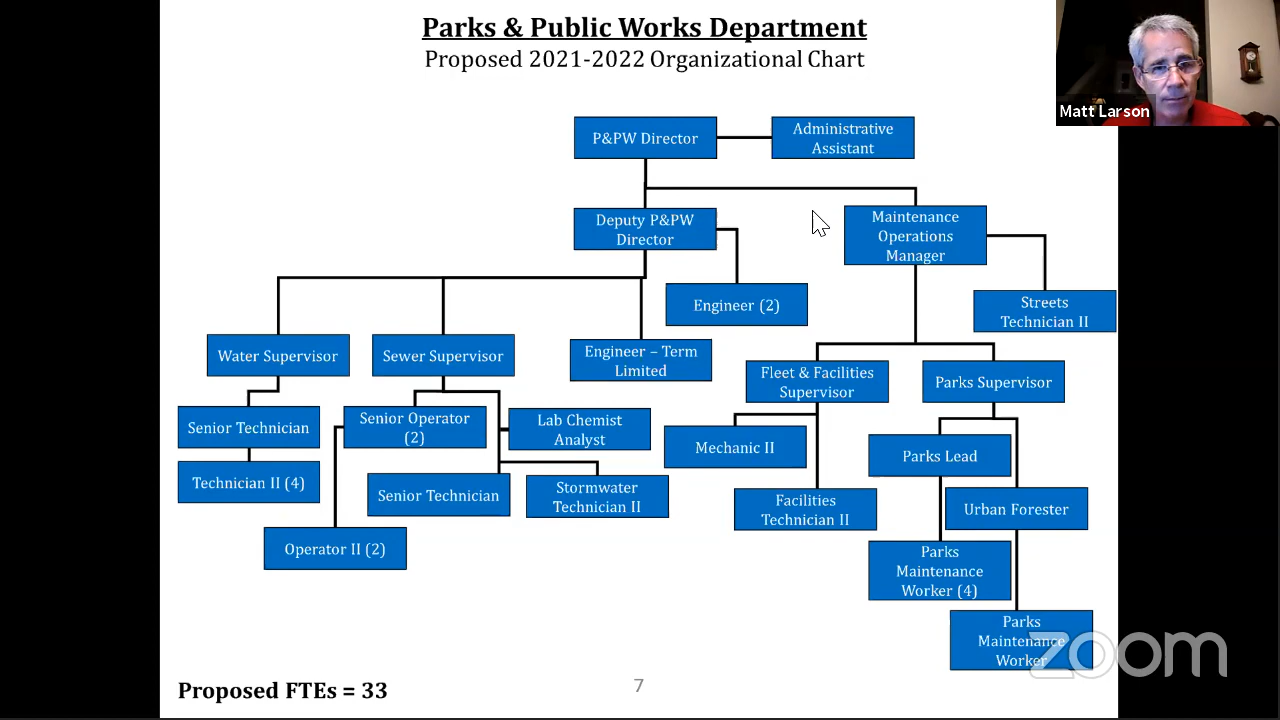 Parks & Public Works Department
Proposed 2021-2022 Organizational Chart
Matt Larson
P&PW Director
Administrative
Assistant
Deputy P&PW
Director
Maintenance
Operations
Manager
Engineer (2)
Streets
Technician II
Water Supervisor
Sewer Supervisor
Engineer – Term
Limited
Fleet & Facilities
Supervisor
Parks Supervisor
Senior Technician
Senior Operator
(2)
Lab Chemist
Analyst
Mechanic II
Parks Lead
Technician II (4)
Senior Technician
Stormwater
Technician II
Facilities
Technician II
Urban Forester
Operator II (2)
Parks
Maintenance
Worker (4)
Parks
Maintenance
Worker
zoom
Proposed FTEs = 33
7